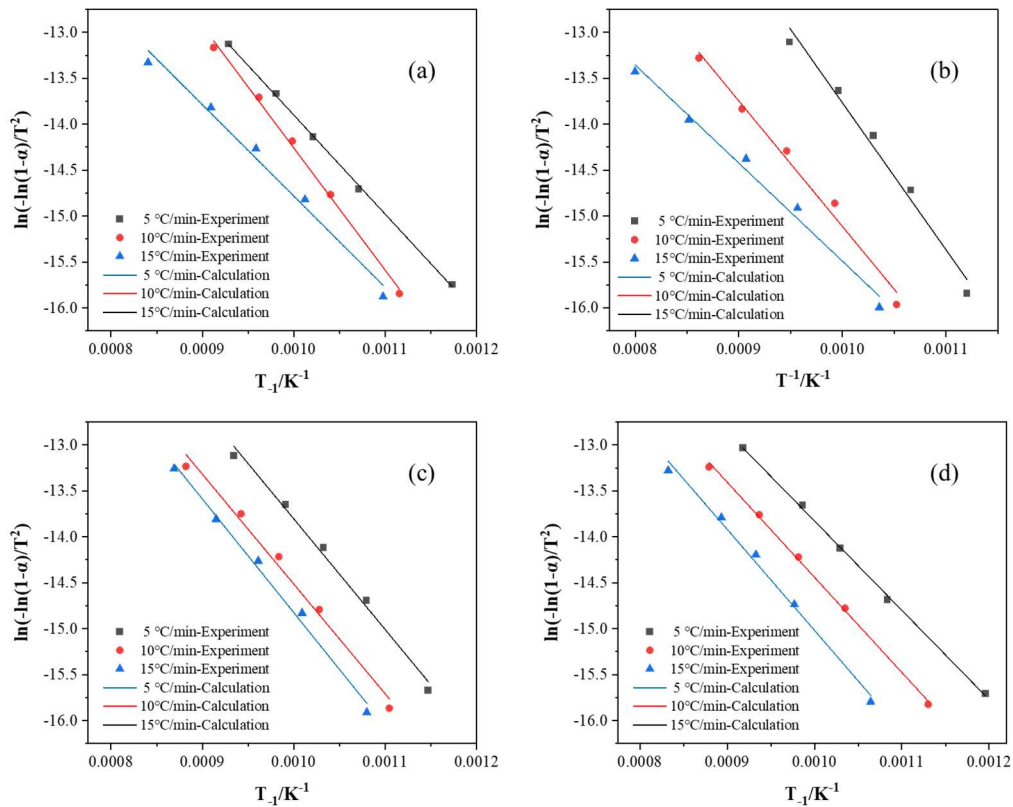 (a)
ln(-ln(1-α)/T²)
-13.0
-13.5
-14.0
-14.5
-15.0
-15.5
-16.0
5 °C/min-Experiment
10°C/min-Experiment
15°C/min-Experiment
5 °C/min-Calculation
10°C/min-Calculation
15°C/min-Calculation
0.0008 0.0009 0.0010 0.0011 0.0012
T₋₁/K⁻¹
(b)
ln(-ln(1-α)/T²)
-13.0
-13.5
-14.0
-14.5
-15.0
-15.5
-16.0
5 °C/min-Experiment
10°C/min-Experiment
15°C/min-Experiment
5 °C/min-Calculation
10°C/min-Calculation
15°C/min-Calculation
0.0008 0.0009 0.0010 0.0011
T⁻¹/K⁻¹
(c)
ln(-ln(1-α)/T²)
-13.0
-13.5
-14.0
-14.5
-15.0
-15.5
-16.0
5 °C/min-Experiment
10°C/min-Experiment
15°C/min-Experiment
5 °C/min-Calculation
10°C/min-Calculation
15°C/min-Calculation
0.0008 0.0009 0.0010 0.0011 0.0012
T₋₁/K⁻¹
(d)
ln(-ln(1-α)/T²)
-13.0
-13.5
-14.0
-14.5
-15.0
-15.5
-16.0
5 °C/min-Experiment
10°C/min-Experiment
15°C/min-Experiment
5 °C/min-Calculation
10°C/min-Calculation
15°C/min-Calculation
0.0008 0.0009 0.0010 0.0011 0.0012
T₋₁/K⁻¹